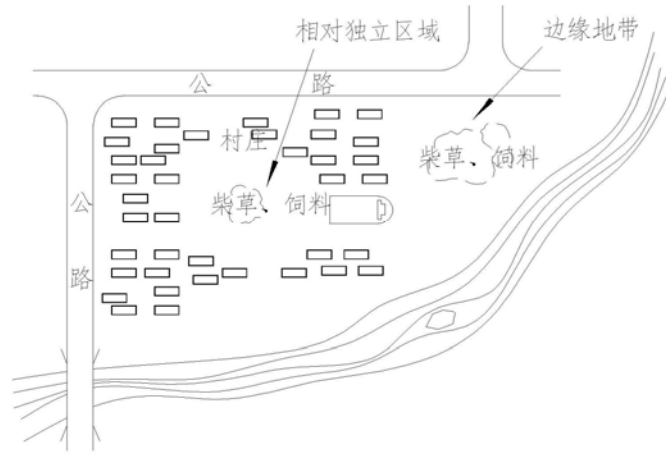 相对独立区域
边缘地带
公路
村庄
柴草、饲料
柴草、饲料
公路